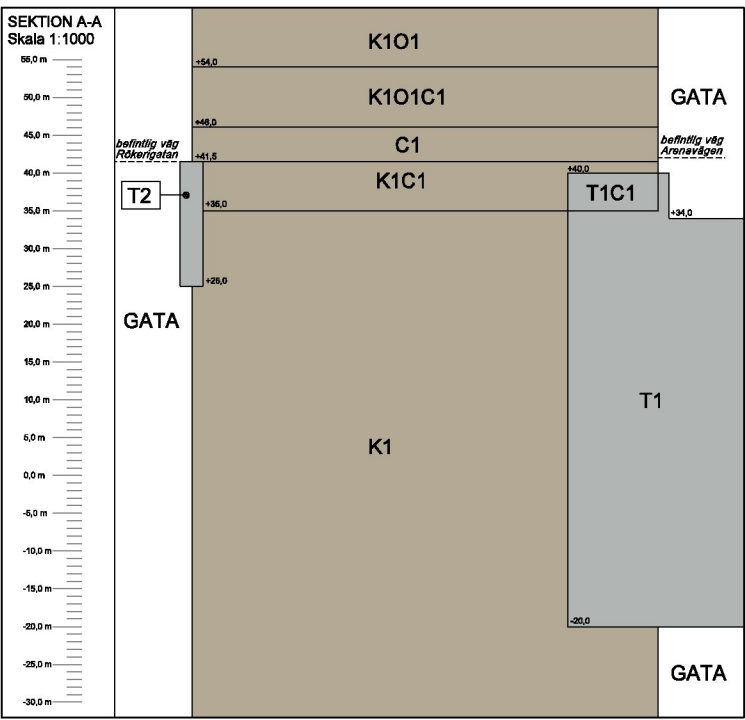 SEKTION A-A
Skala 1:1000
55,0 m
50,0 m
45,0 m
40,0 m
35,0 m
30,0 m
25,0 m
20,0 m
15,0 m
10,0 m
5,0 m
0,0 m
-5,0 m
-10,0 m
-15,0 m
-20,0 m
-25,0 m
-30,0 m
K1O1
+54,0
K1O1C1
GATA
+46,0
befintlig väg
Rökerigatan
C1
befintlig väg
Arenavägen
+41,5
K1C1
+40,0
T1C1
T2
+35,0
+34,0
+25,0
GATA
T1
K1
-20,0
GATA